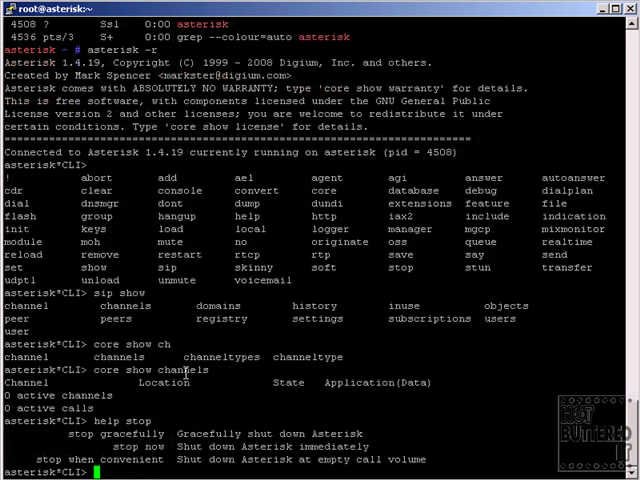 root@asterisk:~
4508 ?        Ssl    0:00 asterisk
4536 pts/3    S+     0:00 grep --colour=auto asterisk
asterisk ~ # asterisk -r
Asterisk 1.4.19, Copyright (C) 1999 - 2008 Digium, Inc. and others.
Created by Mark Spencer <markster@digium.com>
Asterisk comes with ABSOLUTELY NO WARRANTY; type 'core show warranty' for details.
This is free software, with components licensed under the GNU General Public
License version 2 and other licenses; you are welcome to redistribute it under
certain conditions. Type 'core show license' for details.
=========================================================================
Connected to Asterisk 1.4.19 currently running on asterisk (pid = 4508)
asterisk*CLI>
! abort add ael agent agi answer autoanswer
cdr clear console convert core database debug dialplan
dial dnsmgr dont dump dundi extensions feature file
flash group hangup help http iax2 include indication
init keys load local logger manager mgcp mixmonitor
module moh mute no originate oss queue realtime
reload remove restart rtcp rtp save say send
set show sip skinny soft stop stun transfer
udptl unload unmute voicemail
asterisk*CLI> sip show
channel channels domains history inuse objects
peer peers registry settings subscriptions users
user
asterisk*CLI> core show ch
channel channels channeltypes channeltype
asterisk*CLI> core show channels
Channel Location State Application(Data)
0 active channels
0 active calls
asterisk*CLI> help stop
stop gracefully  Gracefully shut down Asterisk
stop now  Shut down Asterisk immediately
stop when convenient  Shut down Asterisk at empty call volume
asterisk*CLI>
HOT
BUTTERED
IT